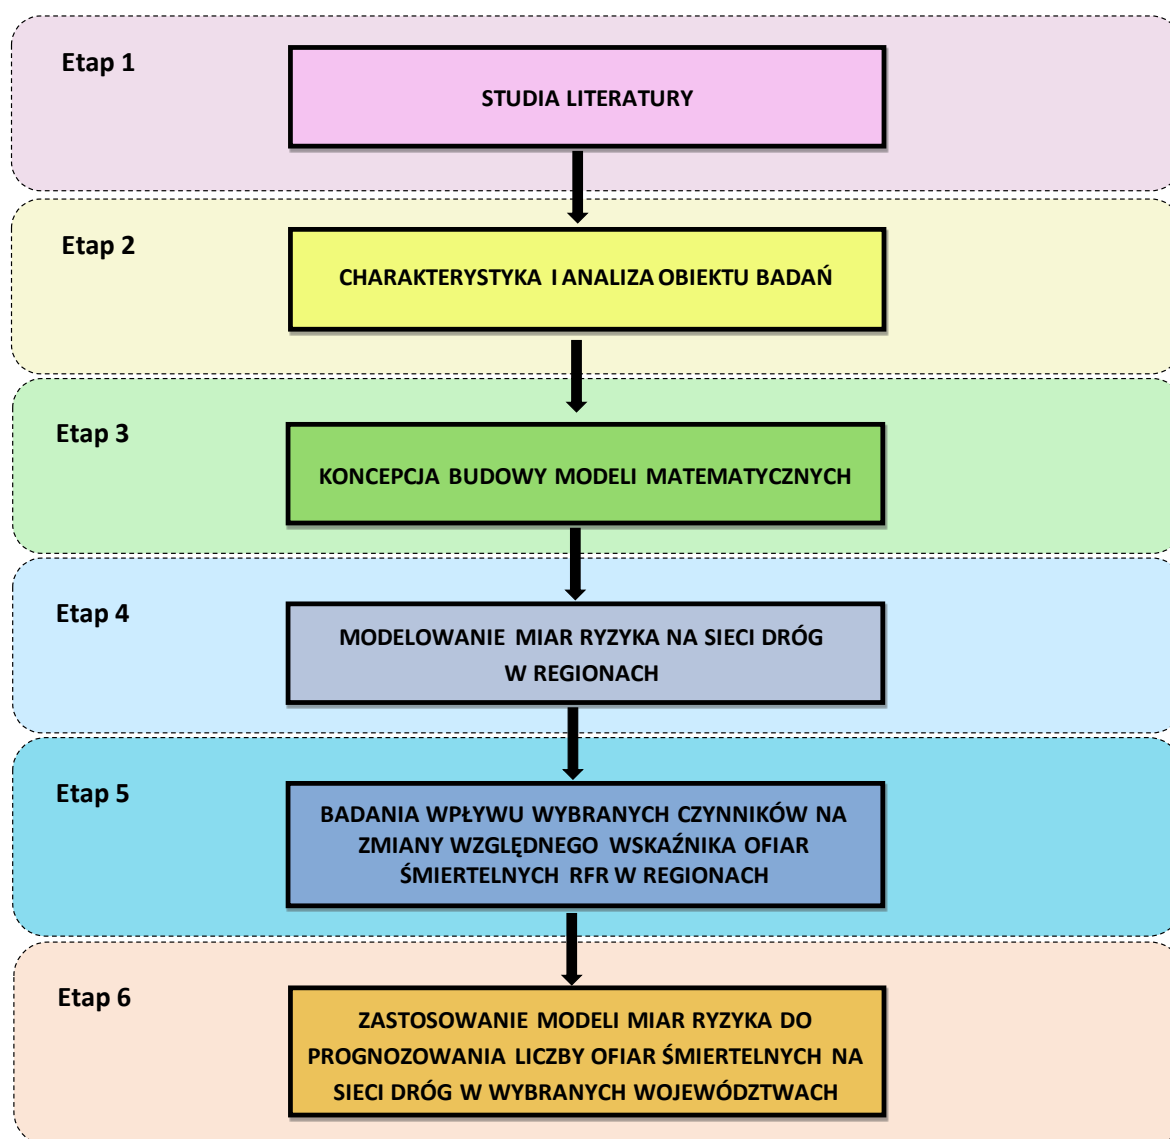 Etap 1
STUDIA LITERATURY
Etap 2
CHARAKTERYSTYKA I ANALIZA OBIEKTU BADAŃ
Etap 3
KONCEPCJA BUDOWY MODELI MATEMATYCZNYCH
Etap 4
MODELOWANIE MIAR RYZYKA NA SIECI DRÓG
W REGIONACH
Etap 5
BADANIA WPŁYWU WYBRANYCH CZYNNIKÓW NA
ZMIANY WZGLĘDNEGO WSKAŹNIKA OFIAR
ŚMIERTELNYCH RFR W REGIONACH
Etap 6
ZASTOSOWANIE MODELI MIAR RYZYKA DO
PROGNOZOWANIA LICZBY OFIAR ŚMIERTELNYCH NA
SIECI DRÓG W WYBRANYCH WOJEWÓDZTWACH